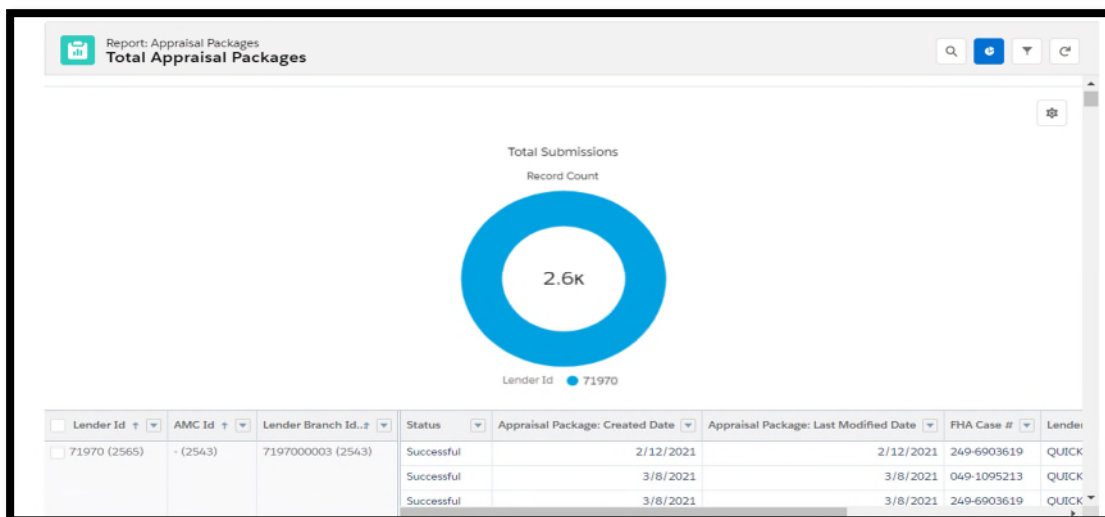 Report: Appraisal Packages
Total Appraisal Packages
Total Submissions
Record Count
2.6K
Lender Id 71970
Lender Id AMC Id Lender Branch Id.. Status Appraisal Package: Created Date Appraisal Package: Last Modified Date FHA Case # Lender
71970 (2565) - (2543) 7197000003 (2543) Successful 2/12/2021 2/12/2021 249-6903619 QUICK
Successful 3/8/2021 3/8/2021 049-1095213 QUICK
Successful 3/8/2021 3/8/2021 249-6903619 QUICK